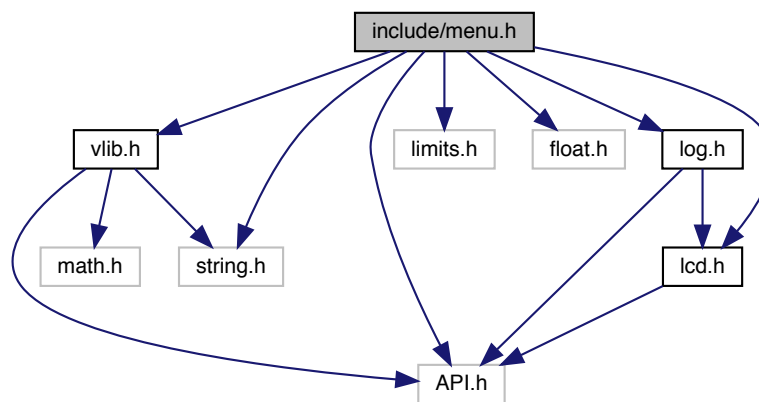 include/menu.h
vlib.h
limits.h
float.h
log.h
math.h
string.h
lcd.h
API.h